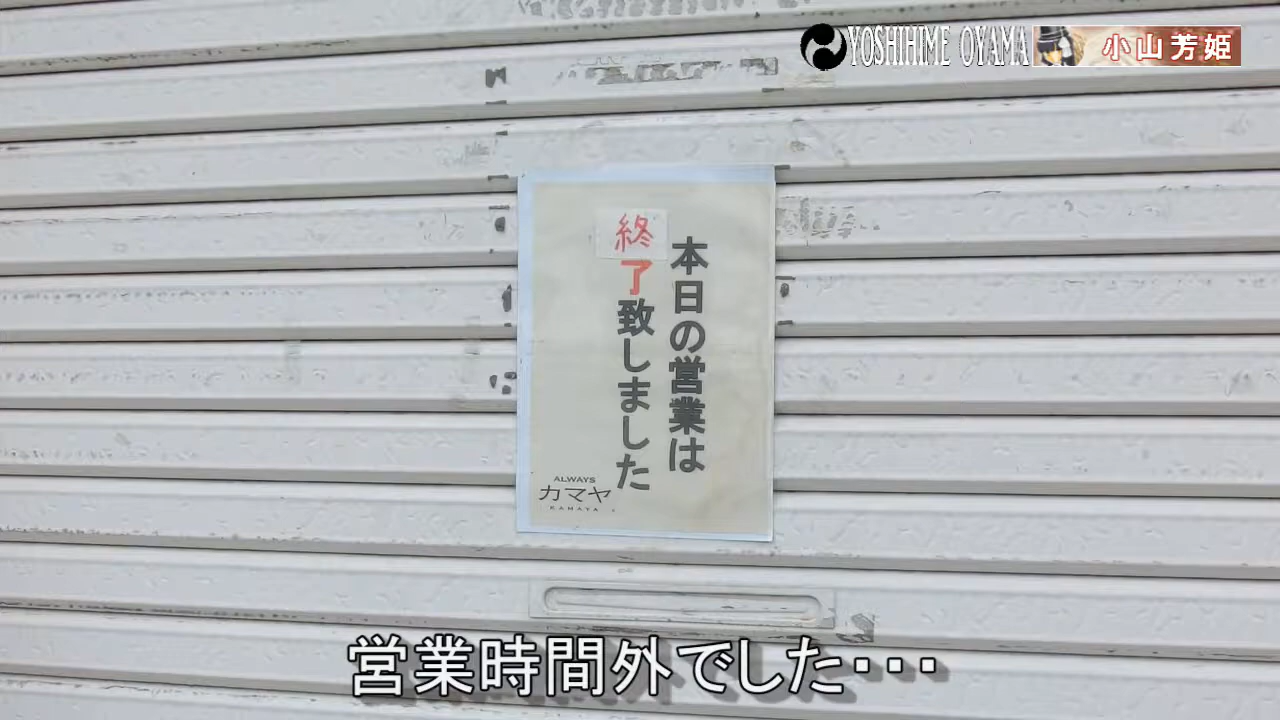 YOSHIHIME OYAMA
小山芳姫
本日の営業は
終了致しました
ALWAYS
カマヤ
KAMAYA
営業時間外でした・・・